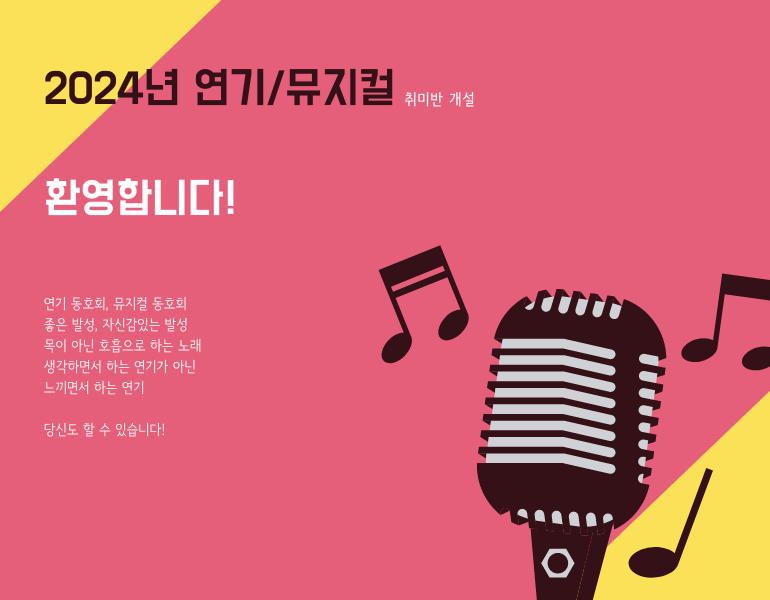 2024년 연기/뮤지컬 취미반 개설
환영합니다!
연기 동호회, 뮤지컬 동호회
좋은 발성, 자신감있는 발성
목이 아닌 호흡으로 하는 노래
생각하면서 하는 연기가 아닌
느끼면서 하는 연기
당신도 할 수 있습니다!